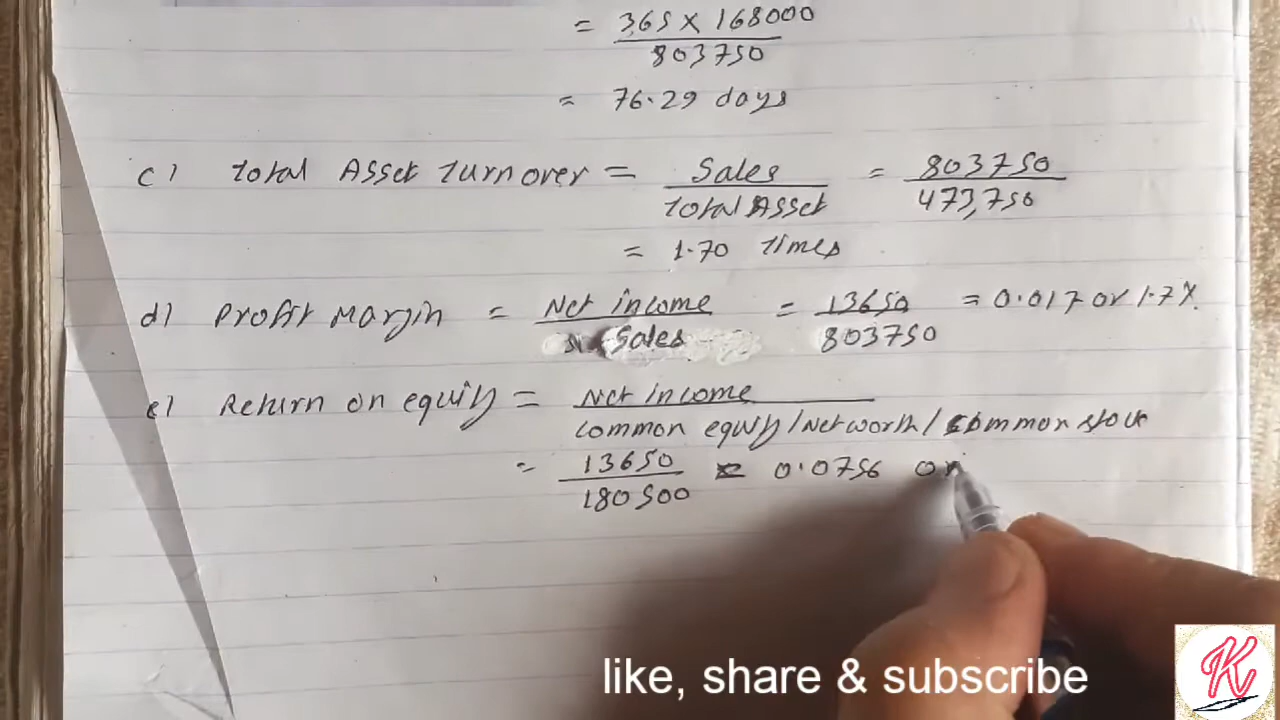 = 365 × 168000 / 803750
= 76.29 days
c) Total Asset Turnover = Sales / Total Asset = 803750 / 473,750
= 1.70 Times
d) Profit Margin = Net income / Sales = 13650 / 803750 = 0.017 or 1.7%
e) Return on equity = Net income / common equity/Net worth/common stock
= 13650 / 180500 = 0.0756 or
like, share & subscribe
K